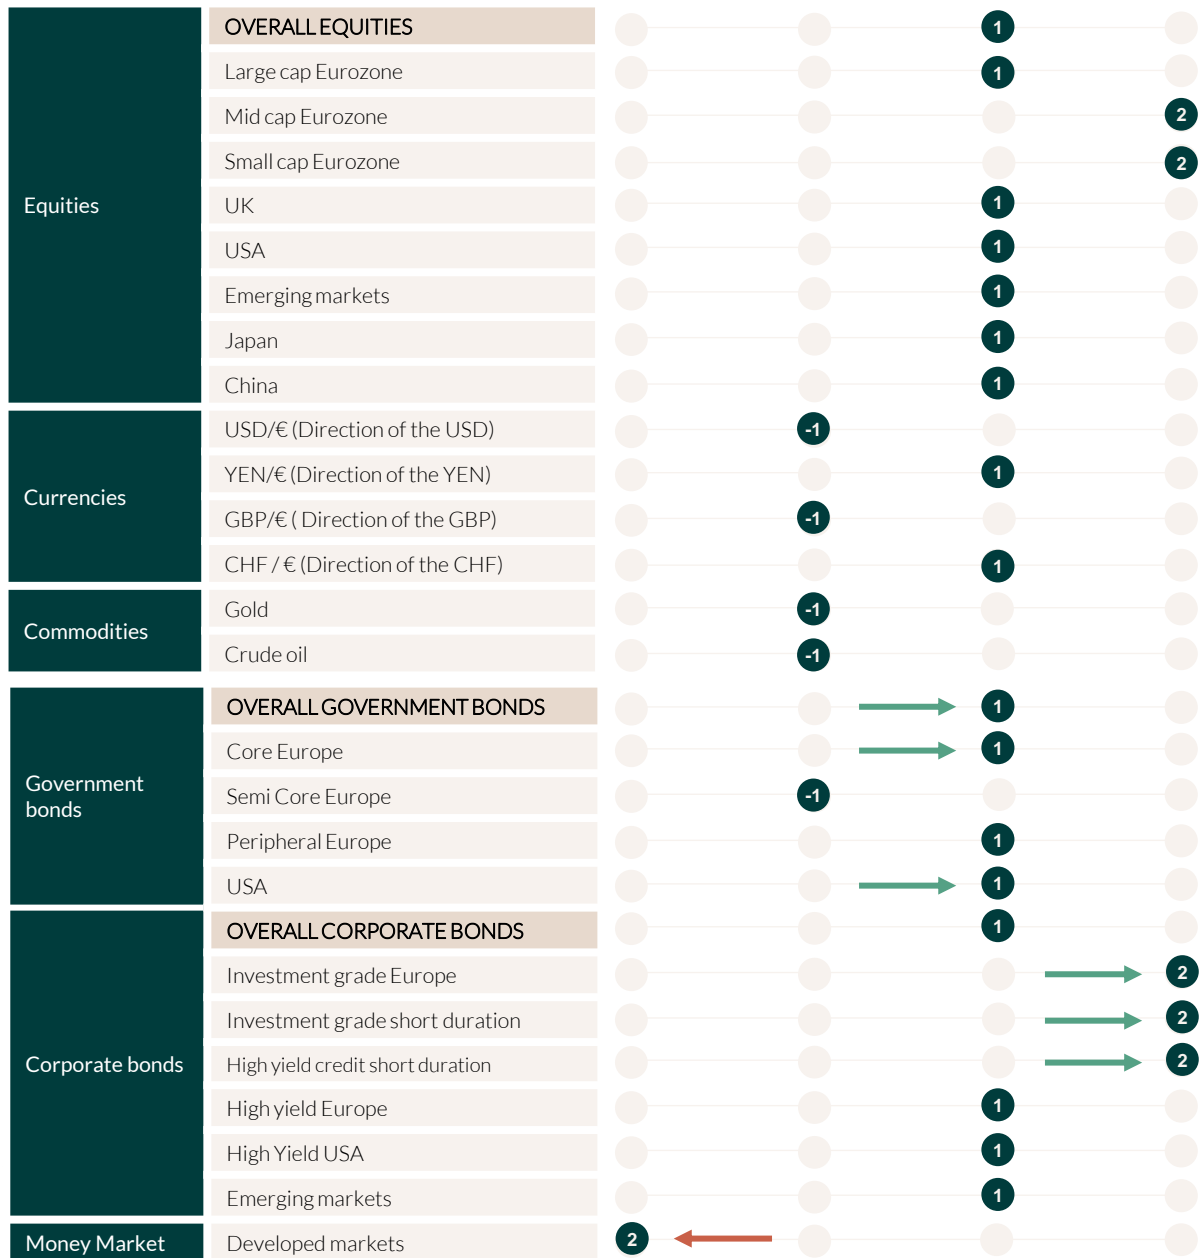 OVERALL EQUITIES 1
Large cap Eurozone 1
Mid cap Eurozone 2
Small cap Eurozone 2
Equities
UK 1
USA 1
Emerging markets 1
Japan 1
China 1
USD/€ (Direction of the USD) -1
YEN/€ (Direction of the YEN) 1
Currencies
GBP/€ ( Direction of the GBP) -1
CHF / € (Direction of the CHF) 1
Gold -1
Commodities
Crude oil -1
OVERALL GOVERNMENT BONDS 1
Core Europe 1
Government
bonds
Semi Core Europe -1
Peripheral Europe 1
USA 1
OVERALL CORPORATE BONDS 1
Investment grade Europe 2
Investment grade short duration 2
Corporate bonds
High yield credit short duration 2
High yield Europe 1
High Yield USA 1
Emerging markets 1
Money Market
Developed markets 2